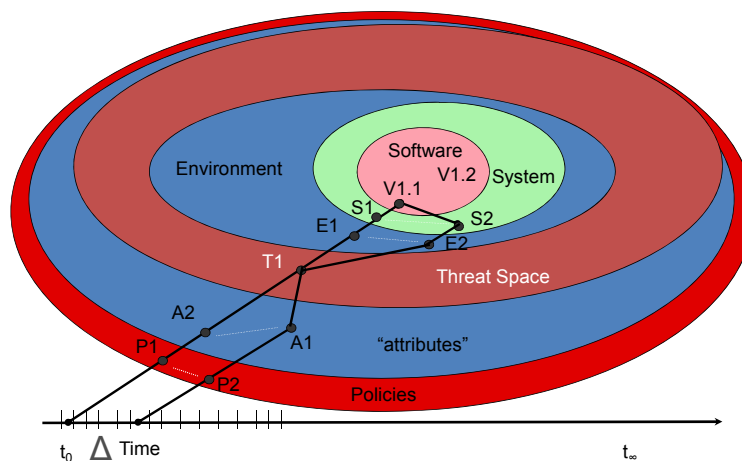 Software
Environment
V1.2
System
V1.1
S1
S2
E1
E2
T1
Threat Space
A2
A1
"attributes"
P1
P2
Policies
t0
Δ
Time
t∞